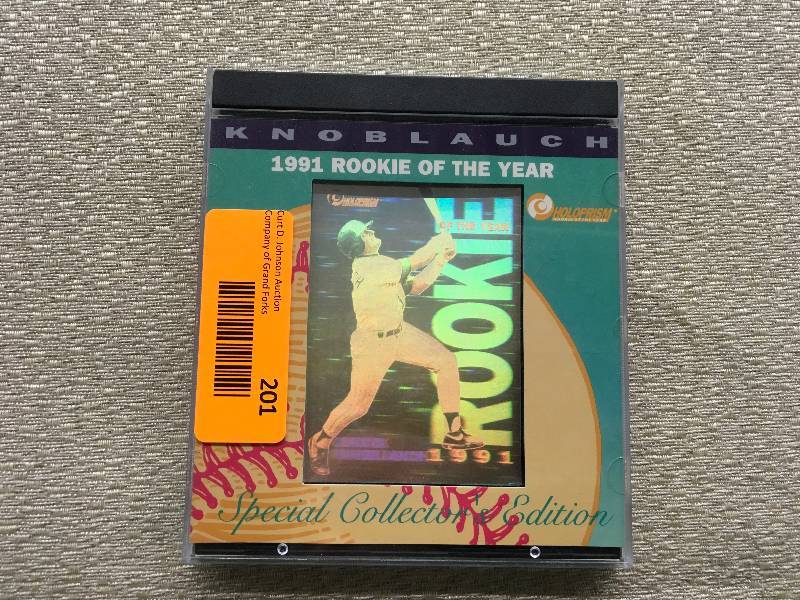 KNOBLAUCH
1991 ROOKIE OF THE YEAR
HOLOPRISM
HOLOPRISM
OF THE YEAR
ROOKIE
1991
Curt D. Johnson Auction
Company of Grand Forks
201
Special Collector's Edition